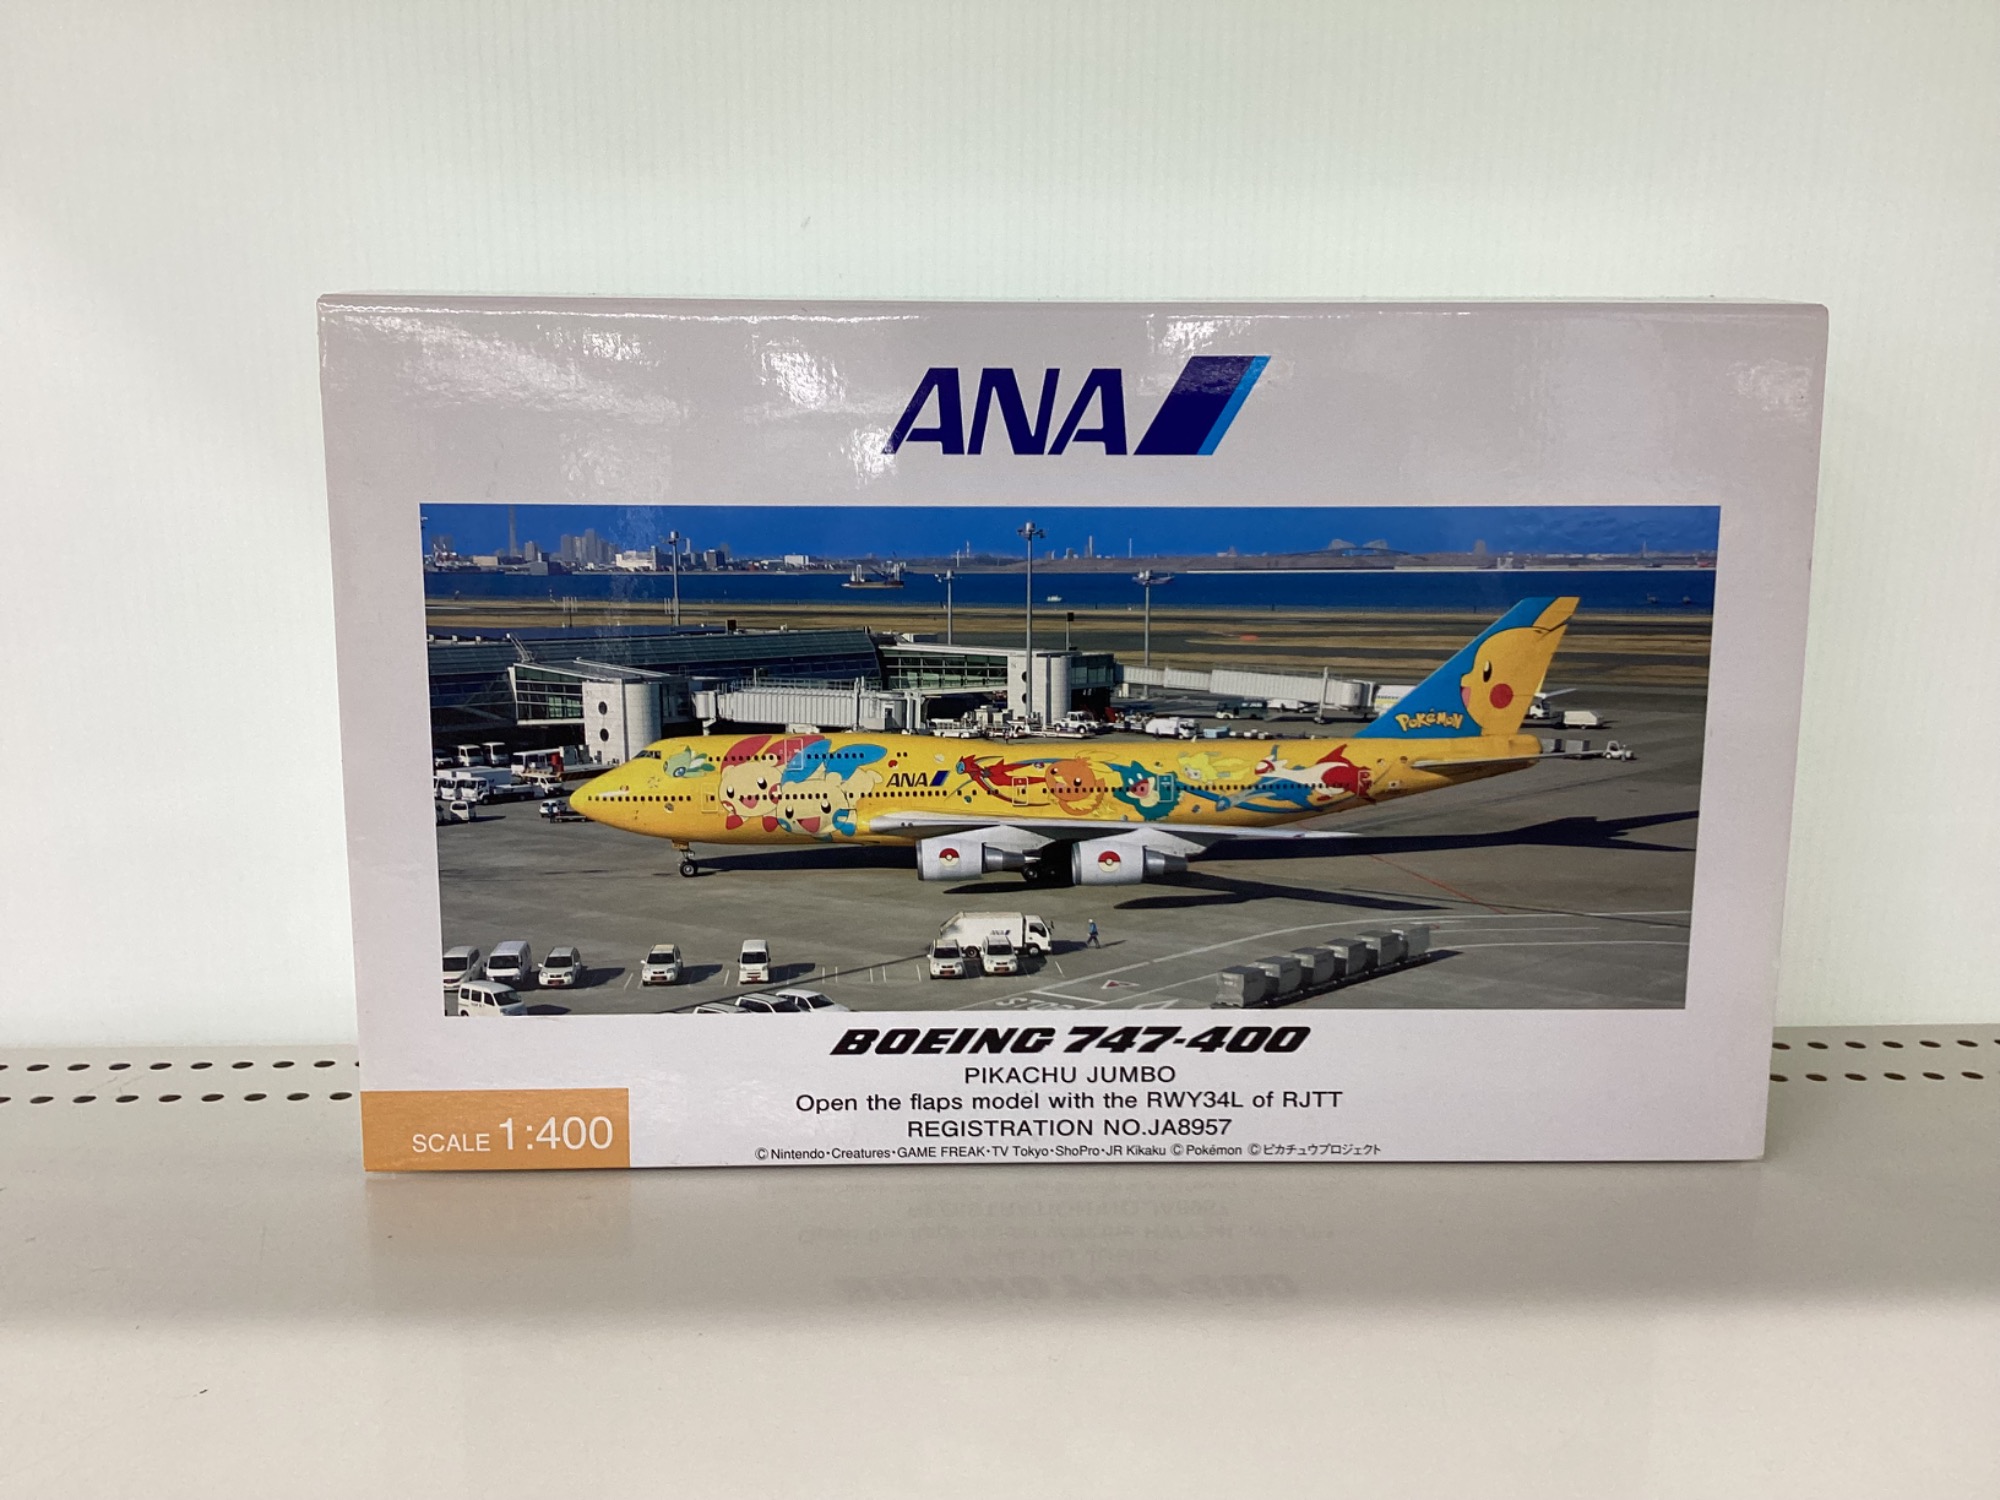 ANA
POKéMON
ANA
STOP
BOEING 747-400
PIKACHU JUMBO
Open the flaps model with the RWY34L of RJTT
REGISTRATION NO.JA8957
SCALE 1:400
©Nintendo・Creatures・GAME FREAK・TV Tokyo・ShoPro・JR Kikaku ©Pokémon ©ピカチュウプロジェクト